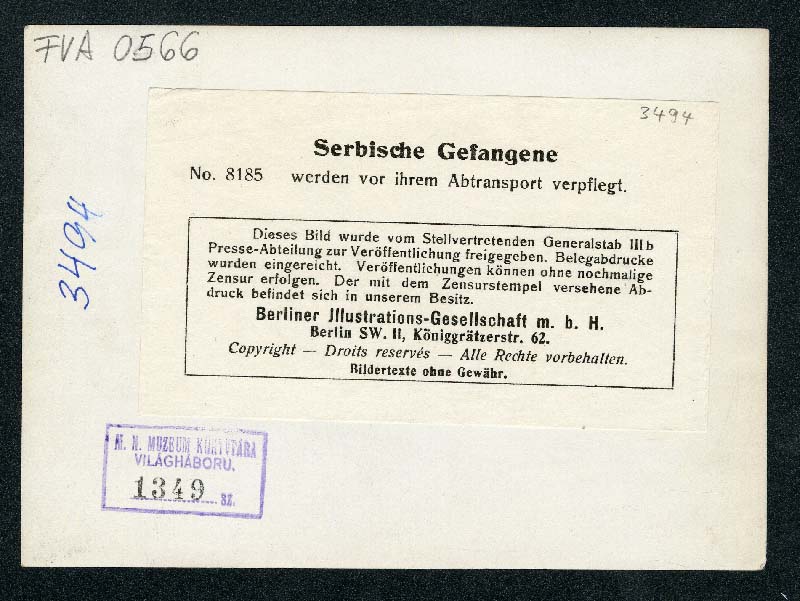 FVA 0566
3494
Serbische Gefangene
No. 8185 werden vor ihrem Abtransport verpflegt.
Dieses Bild wurde vom Stellvertretenden Generalstab IIIb
Presse-Abteilung zur Veröffentlichung freigegeben. Belegabdrucke
wurden eingereicht. Veröffentlichungen können ohne nochmalige
Zensur erfolgen. Der mit dem Zensurstempel versehene Ab-
druck befindet sich in unserem Besitz.
Berliner Jllustrations-Gesellschaft m. b. H.
Berlin SW. 11, Königgrätzerstr. 62.
Copyright — Droits reservés — Alle Rechte vorbehalten.
Bildertexte ohne Gewähr.
3494
M. N. MUZEUM KÖNYVTÁRA
VILÁGHÁBORU.
1349 SZ.